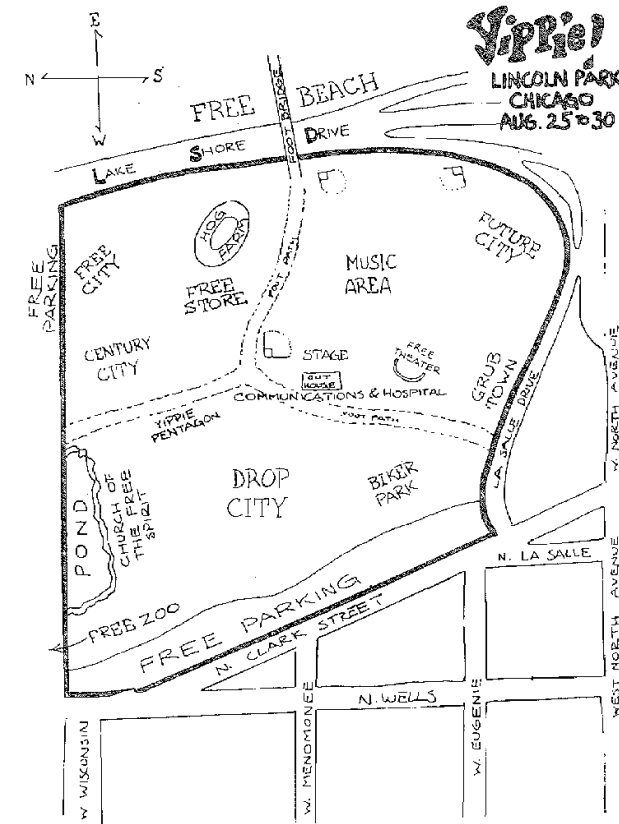 E
N
S
W
Yippie!
LINCOLN PARK
CHICAGO
AUG. 25 TO 30
FREE BEACH
FOOT BRIDGE
LAKE SHORE DRIVE
FREE PARKING
FREE
CITY
HOG
FARM
FREE
STORE
FOOT PATH
MUSIC
AREA
FUTURE
CITY
CENTURY
CITY
STAGE
FREE
THEATER
OUT
HOUSE
COMMUNICATIONS & HOSPITAL
GRUB
TOWN
LA SALLE DRIVE
W NORTH AVENUE
YIPPIE
PENTAGON
FOOT PATH
POND
CHURCH OF
THE FREE
SPIRIT
DROP
CITY
BIKER
PARK
FREE ZOO
FREE PARKING
N. CLARK STREET
N. LA SALLE
N. WELLS
W WISCONSIN
W. MENOMONEE
W. EUGENIE
WEST NORTH AVENUE